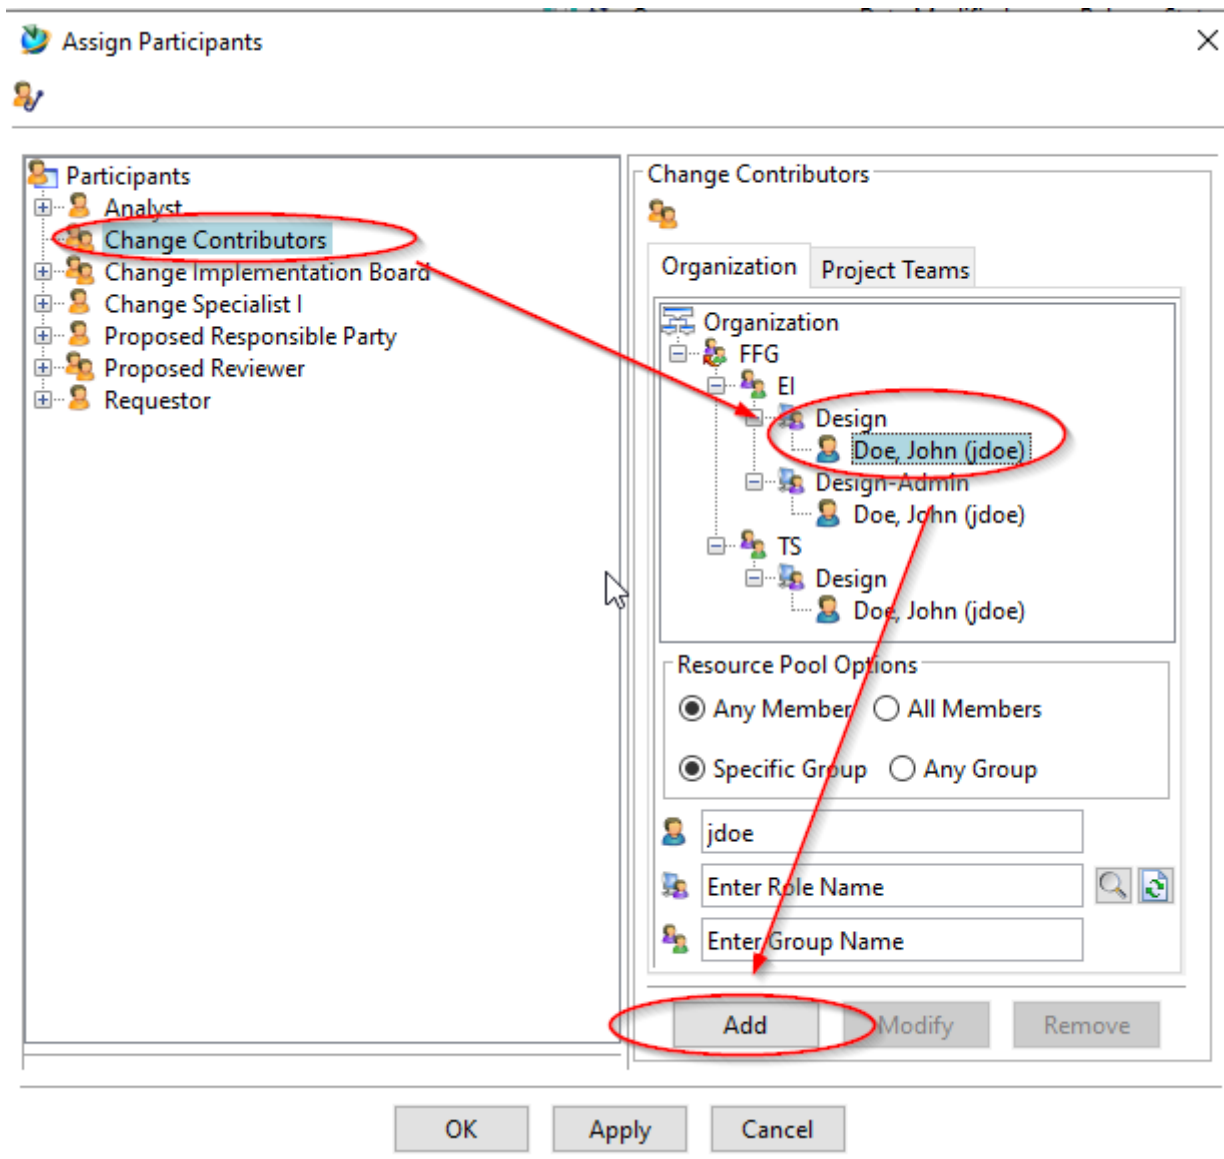 Assign Participants
Participants
Analyst
Change Contributors
Change Implementation Board
Change Specialist I
Proposed Responsible Party
Proposed Reviewer
Requestor
Change Contributors
Organization
Project Teams
Organization
FFG
EI
Design
Doe, John (jdoe)
Design-Admin
Doe, John (jdoe)
TS
Design
Doe, John (jdoe)
Resource Pool Options
Any Member
All Members
Specific Group
Any Group
jdoe
Enter Role Name
Enter Group Name
Add
Modify
Remove
OK
Apply
Cancel